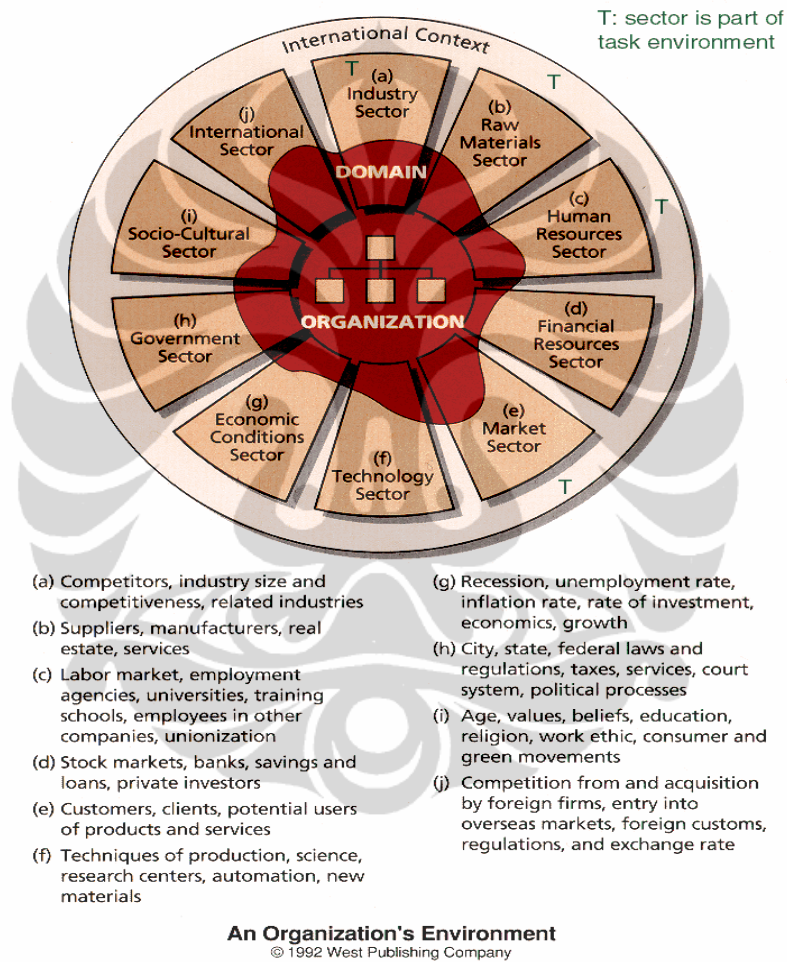 T: sector is part of
task environment
International Context
T
(a)
Industry
Sector
T
(b)
Raw
Materials
Sector
T
(c)
Human
Resources
Sector
(d)
Financial
Resources
Sector
(e)
Market
Sector
T
(f)
Technology
Sector
(g)
Economic
Conditions
Sector
(h)
Government
Sector
(i)
Socio-Cultural
Sector
(j)
International
Sector
DOMAIN
ORGANIZATION
(a) Competitors, industry size and
competitiveness, related industries
(b) Suppliers, manufacturers, real
estate, services
(c) Labor market, employment
agencies, universities, training
schools, employees in other
companies, unionization
(d) Stock markets, banks, savings and
loans, private investors
(e) Customers, clients, potential users
of products and services
(f) Techniques of production, science,
research centers, automation, new
materials
(g) Recession, unemployment rate,
inflation rate, rate of investment,
economics, growth
(h) City, state, federal laws and
regulations, taxes, services, court
system, political processes
(i) Age, values, beliefs, education,
religion, work ethic, consumer and
green movements
(j) Competition from and acquisition
by foreign firms, entry into
overseas markets, foreign customs,
regulations, and exchange rate
An Organization's Environment
© 1992 West Publishing Company